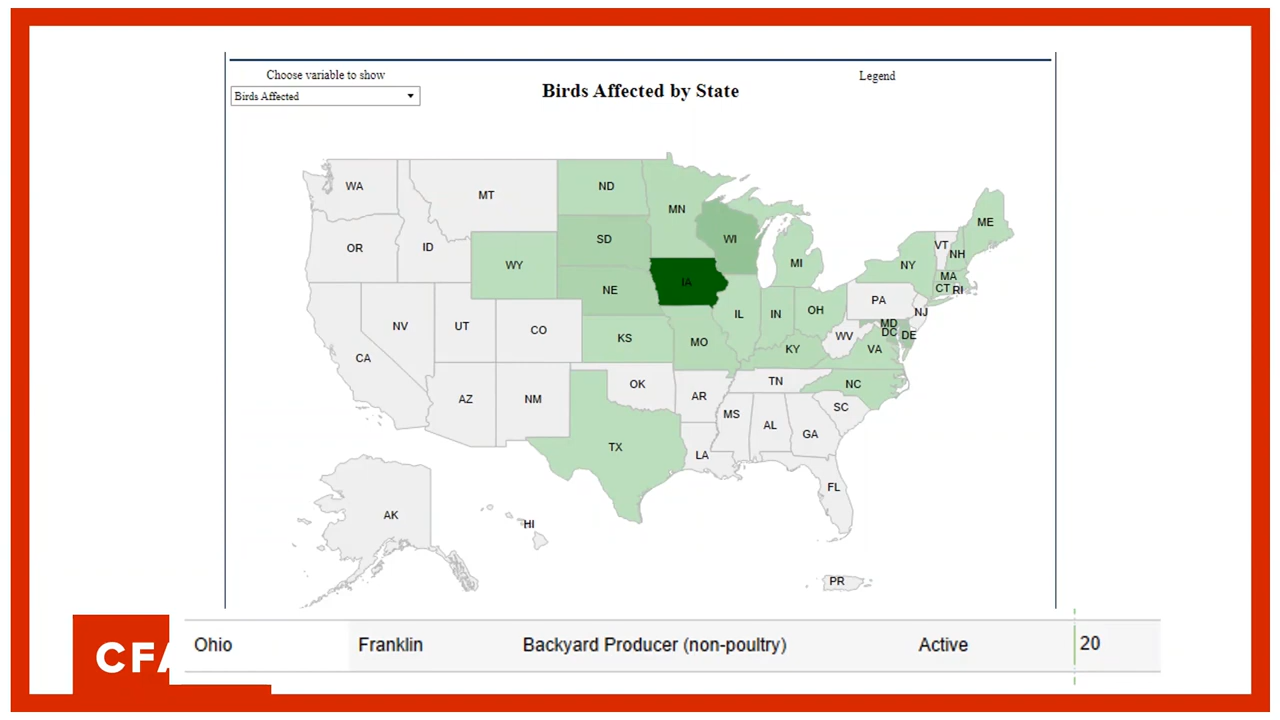 Choose variable to show
Legend
Birds Affected
Birds Affected by State
WA
MT
ND
MN
ME
OR
ID
SD
WI
VT
NH
WY
MI
NY
MA
NE
IA
CT
RI
NV
UT
CO
KS
MO
IL
IN
OH
PA
NJ
MD
DC
DE
WV
VA
KY
CA
AZ
NM
OK
AR
TN
NC
SC
MS
AL
GA
TX
LA
FL
AK
HI
PR
CFA
Ohio Franklin Backyard Producer (non-poultry) Active 20